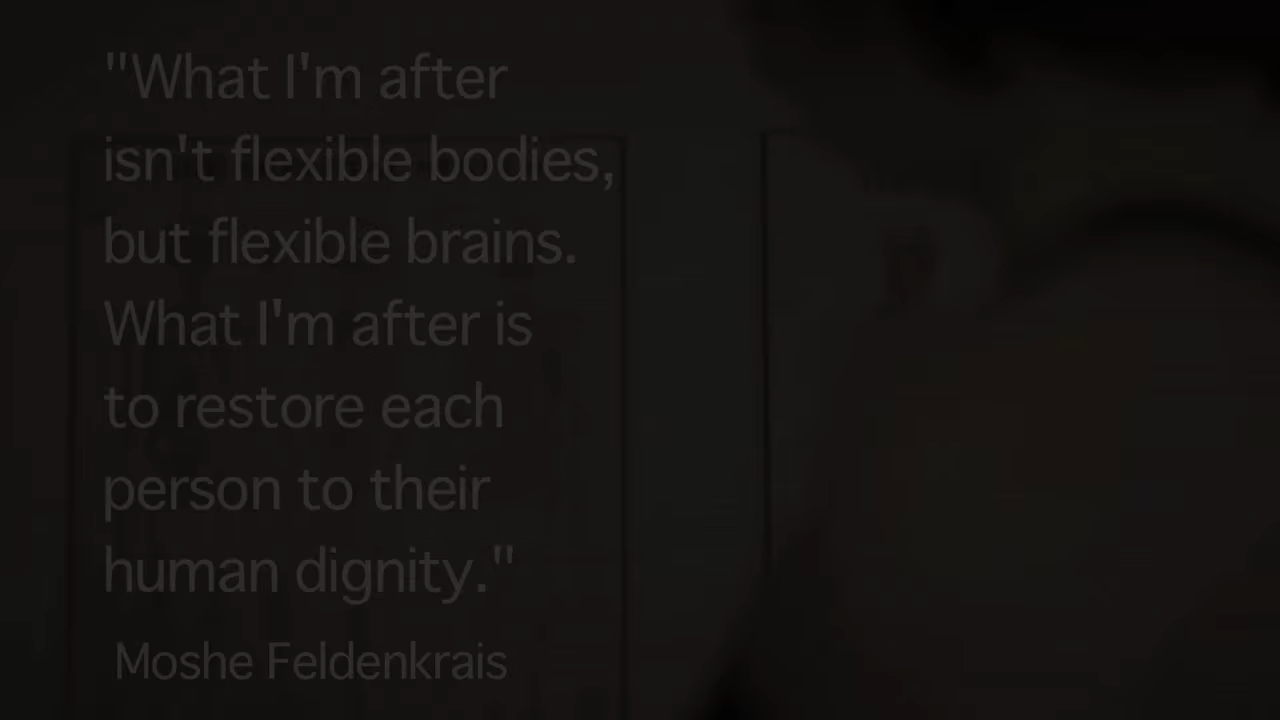 "What I'm after
isn't flexible bodies,
but flexible brains.
What I'm after is
to restore each
person to their
human dignity."
Moshe Feldenkrais